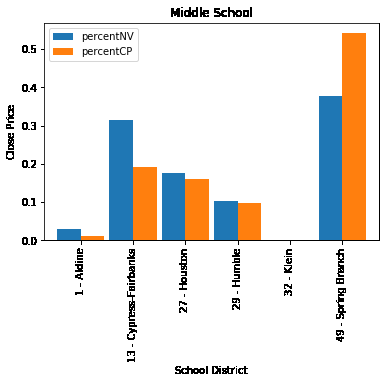 Middle School
percentNV
percentCP
Close Price
0.5
0.4
0.3
0.2
0.1
0.0
1 - Aldine
13 - Cypress-Fairbanks
27 - Houston
29 - Humble
32 - Klein
49 - Spring Branch
School District